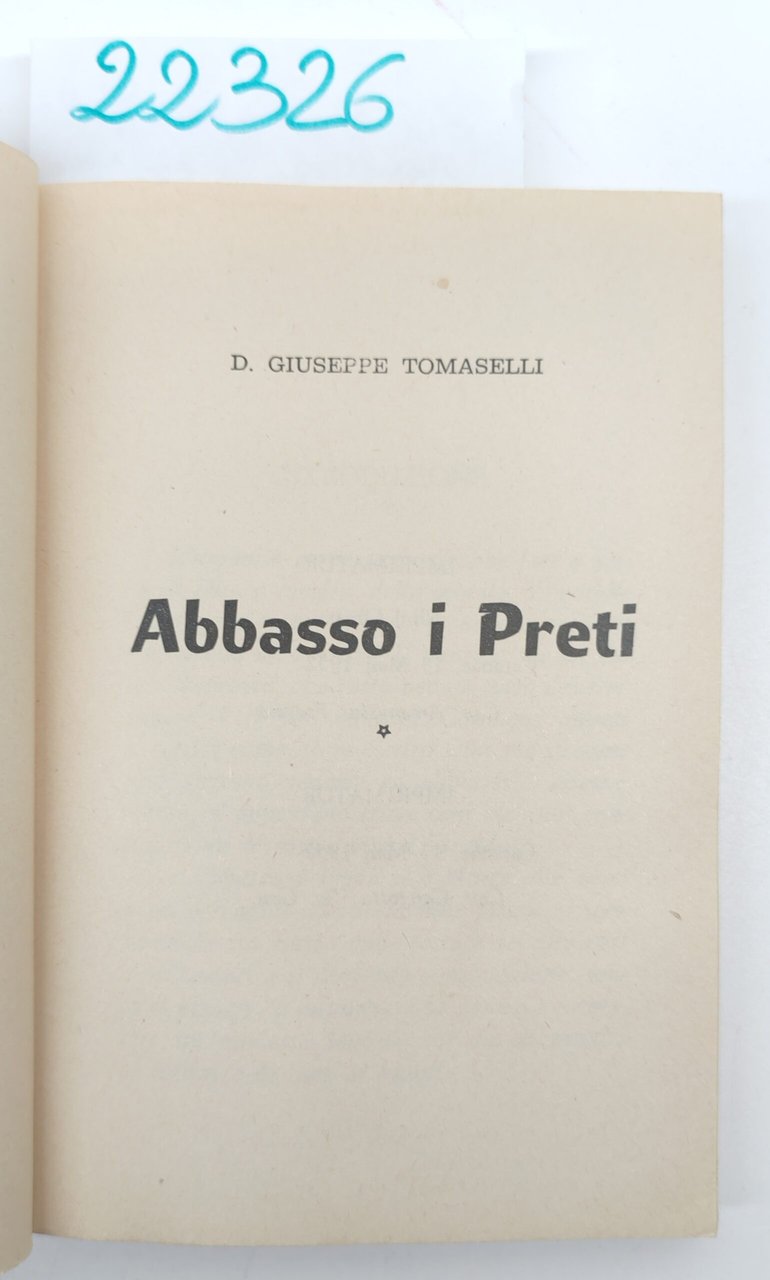 22326
D. GIUSEPPE TOMASELLI
Abbasso i Preti